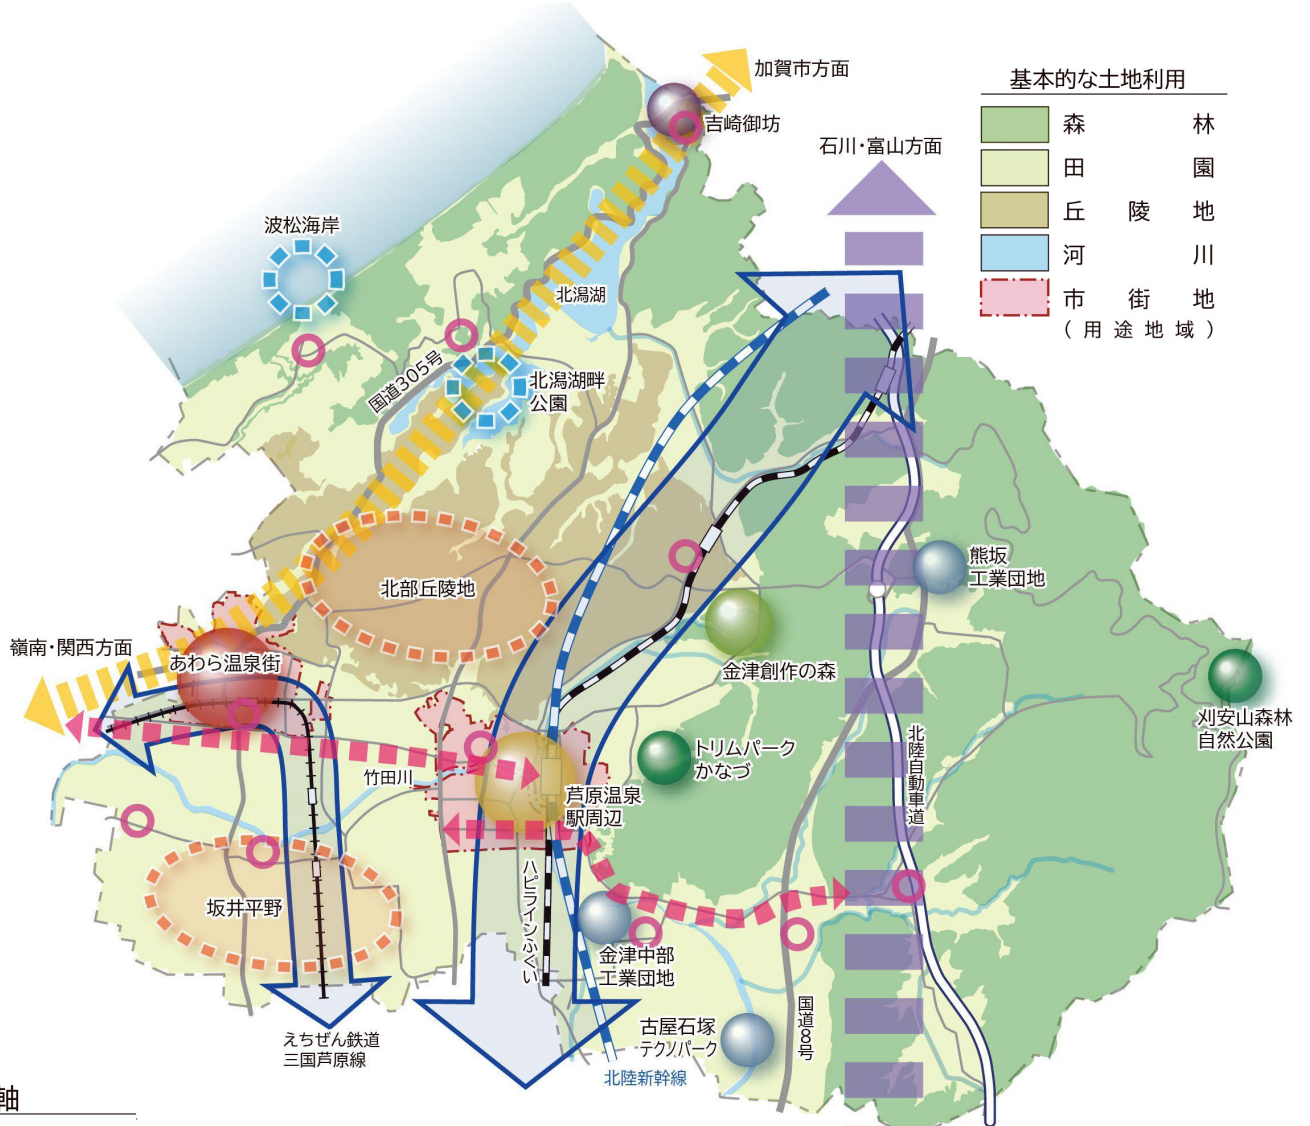 加賀市方面
基本的な土地利用
森林
田園
丘陵地
河川
市街地
(用途地域)
吉崎御坊
石川・富山方面
波松海岸
北潟湖
国道305号
北潟湖畔
公園
北部丘陵地
熊坂
工業団地
嶺南・関西方面
あわら温泉街
金津創作の森
刈安山森林
自然公園
トリムパーク
かなづ
北陸自動車道
竹田川
芦原温泉
駅周辺
坂井平野
ハピラインふくい
金津中部
工業団地
国道8号
古屋石塚
テクノパーク
えちぜん鉄道
三国芦原線
北陸新幹線
軸